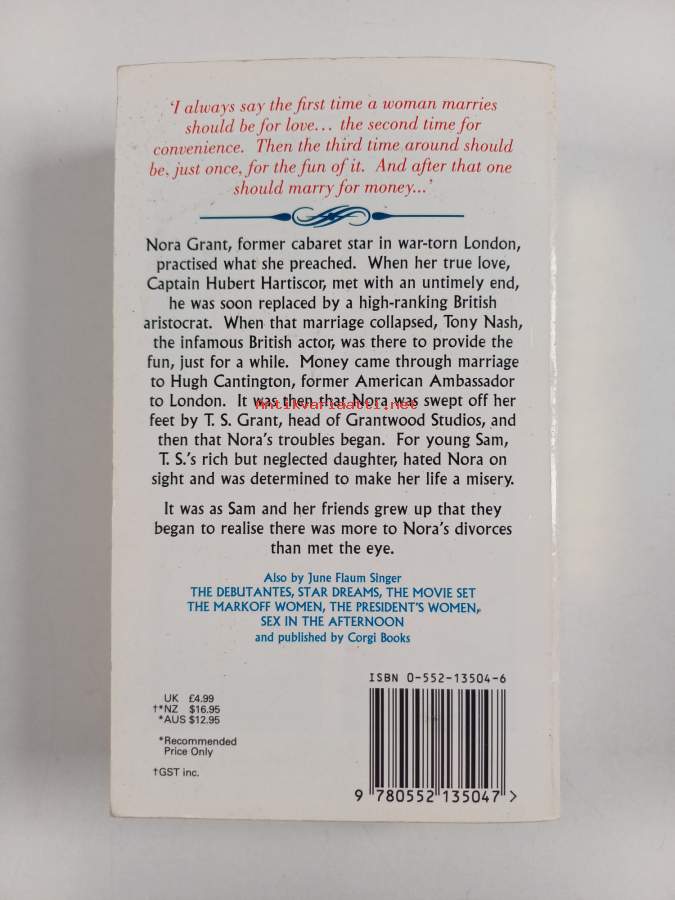 'I always say the first time a woman marries
should be for love... the second time for
convenience. Then the third time around should
be, just once, for the fun of it. And after that one
should marry for money...'
Nora Grant, former cabaret star in war-torn London,
practised what she preached. When her true love,
Captain Hubert Hartiscor, met with an untimely end,
he was soon replaced by a high-ranking British
aristocrat. When that marriage collapsed, Tony Nash,
the infamous British actor, was there to provide the
fun, just for a while. Money came through marriage
to Hugh Cantington, former American Ambassador
to London. It was then that Nora was swept off her
Antikvariaatti.net
feet by T. S. Grant, head of Grantwood Studios, and
then that Nora's troubles began. For young Sam,
T. S.'s rich but neglected daughter, hated Nora on
sight and was determined to make her life a misery.
It was as Sam and her friends grew up that they
began to realise there was more to Nora's divorces
than met the eye.
Also by June Flaum Singer
THE DEBUTANTES, STAR DREAMS, THE MOVIE SET
THE MARKOFF WOMEN, THE PRESIDENT'S WOMEN,
SEX IN THE AFTERNOON
and published by Corgi Books
ISBN 0-552-13504-6
UK £4.99
†*NZ $16.95
*AUS $12.95
*Recommended
Price Only
†GST inc.
9 780552 135047 >